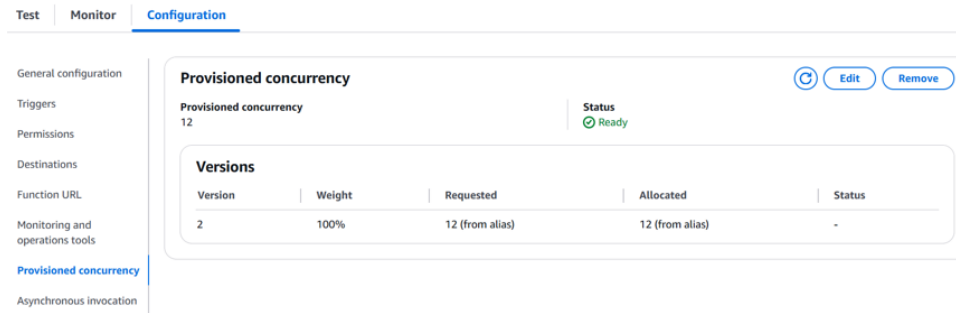 Test Monitor Configuration
General configuration
Triggers
Permissions
Destinations
Function URL
Monitoring and
operations tools
Provisioned concurrency
Asynchronous invocation
Provisioned concurrency
Edit Remove
Provisioned concurrency
12
Status
Ready
Versions
Version Weight Requested Allocated Status
2 100% 12 (from alias) 12 (from alias) -